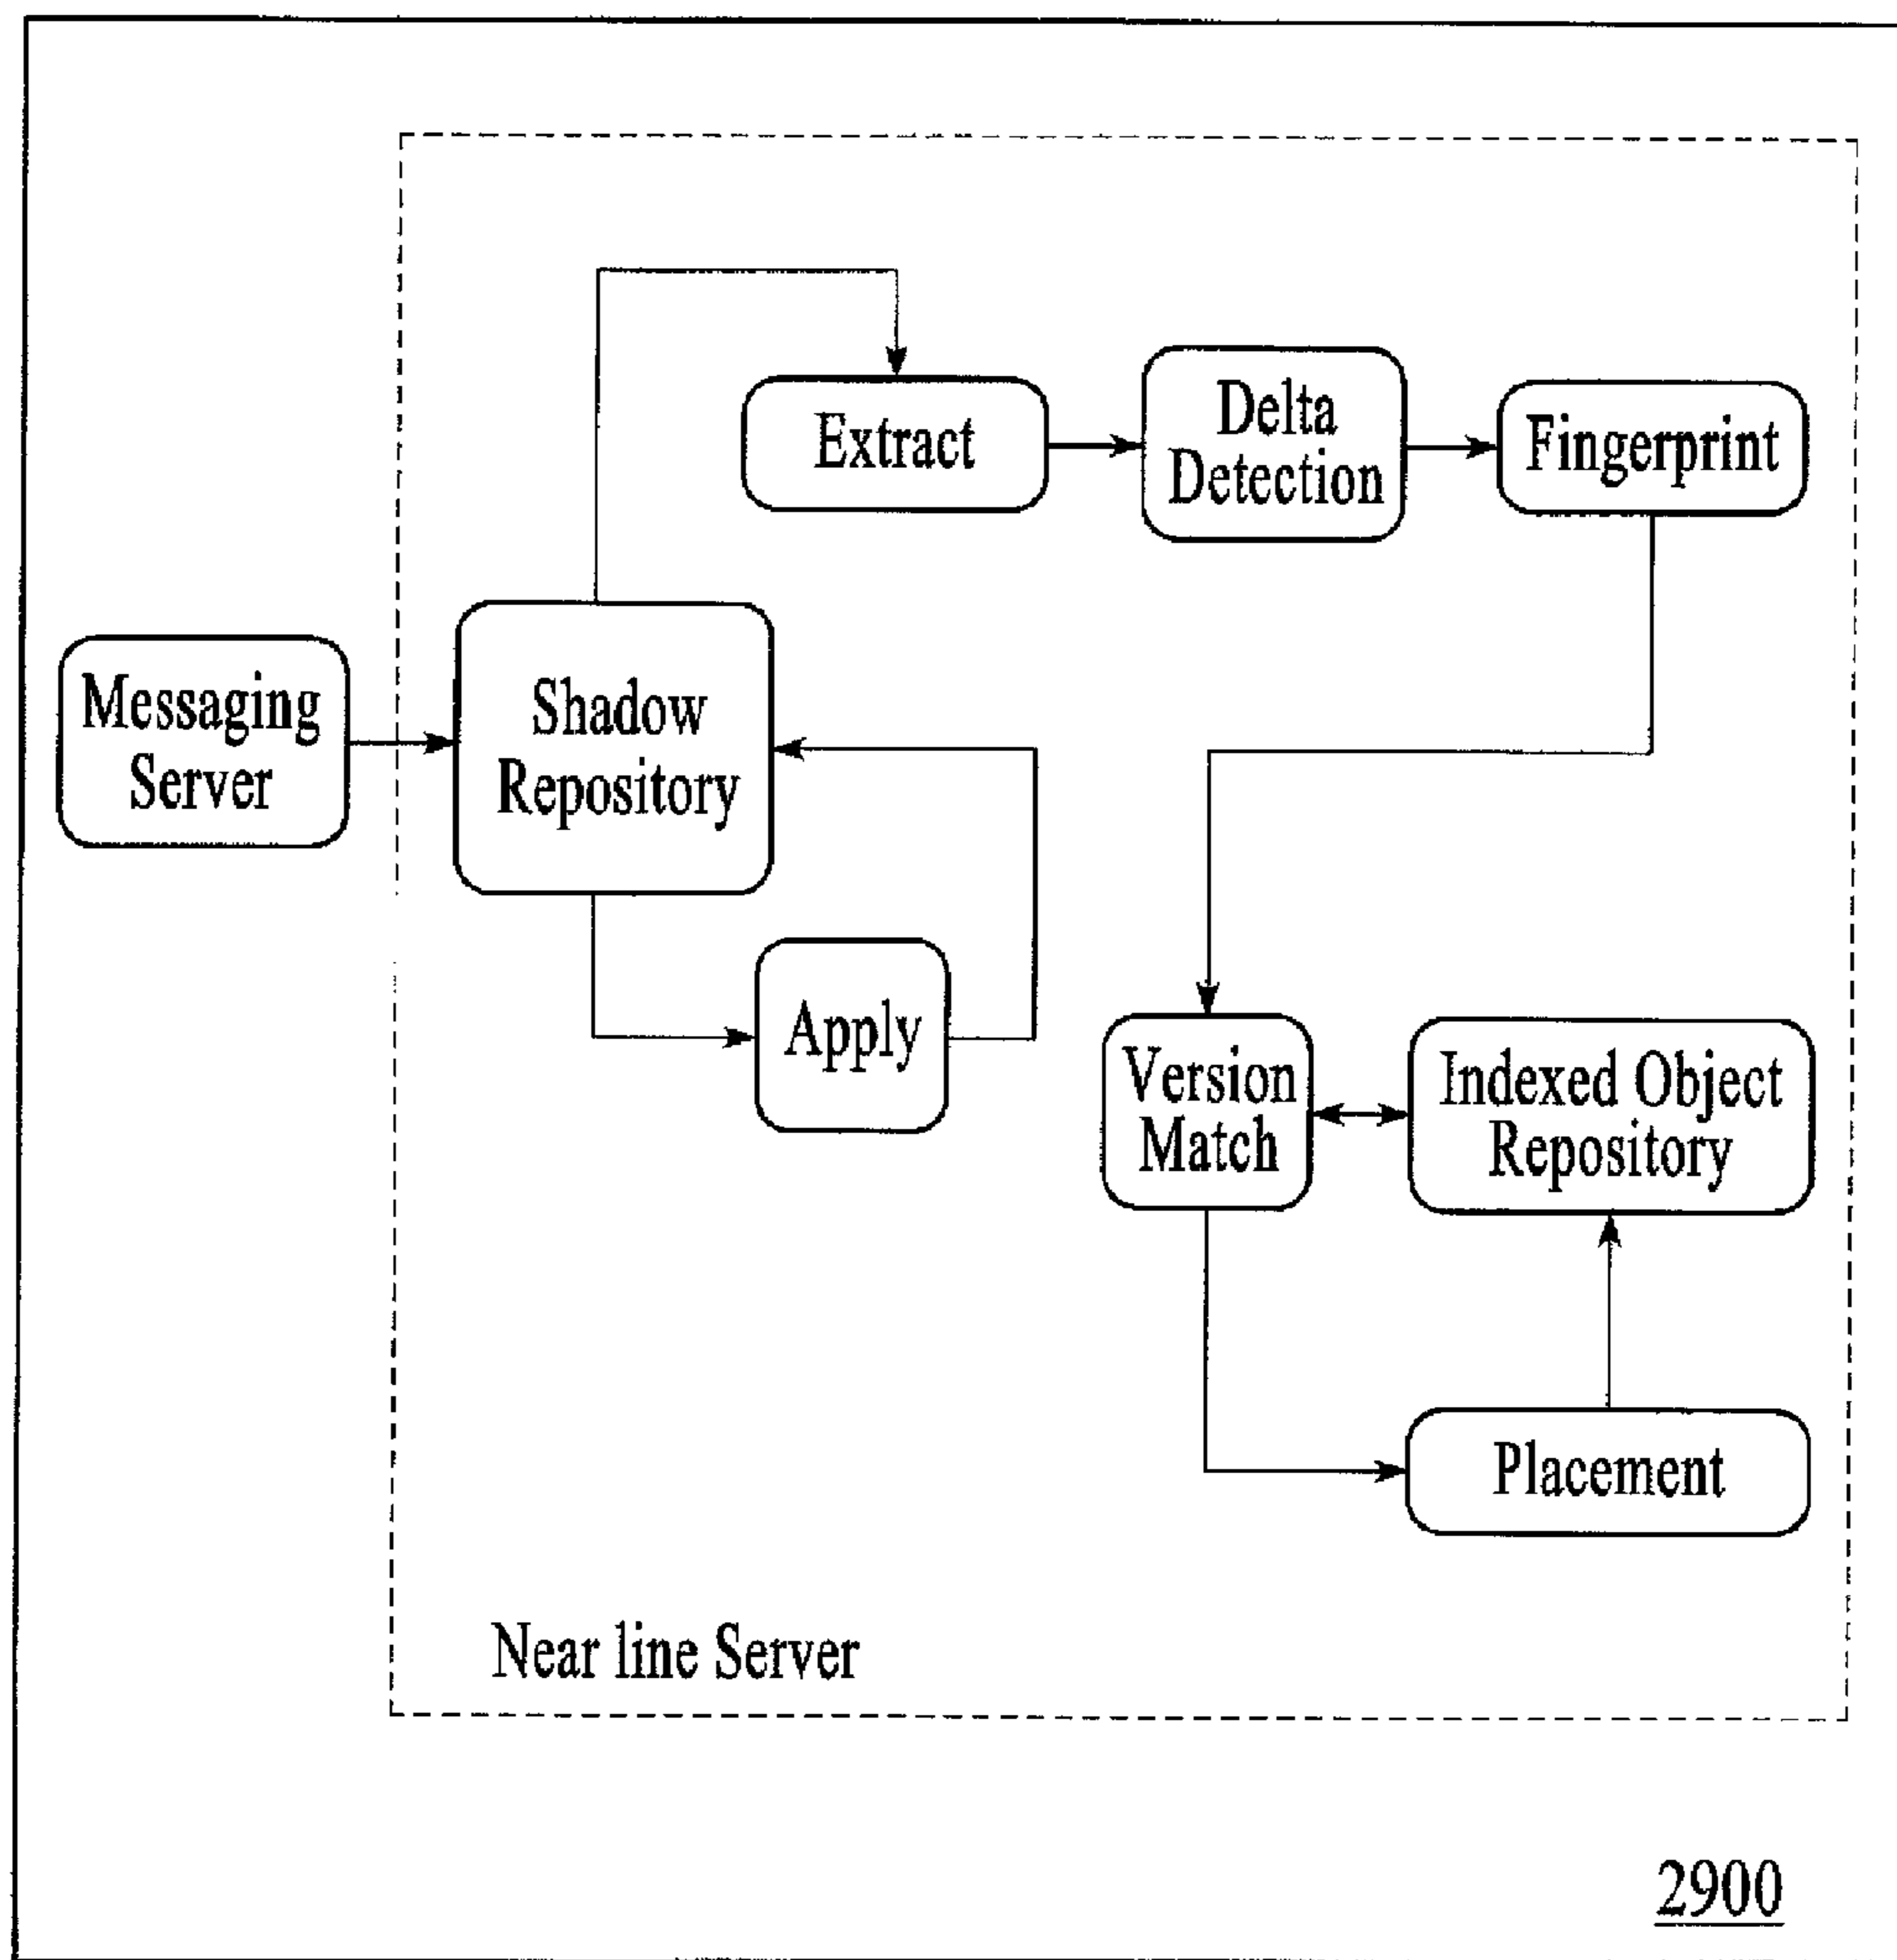 Extract
Delta
Detection
Fingerprint
Messaging
Server
Shadow
Repository
Apply
Version
Match
Indexed Object
Repository
Placement
Near line Server
2900